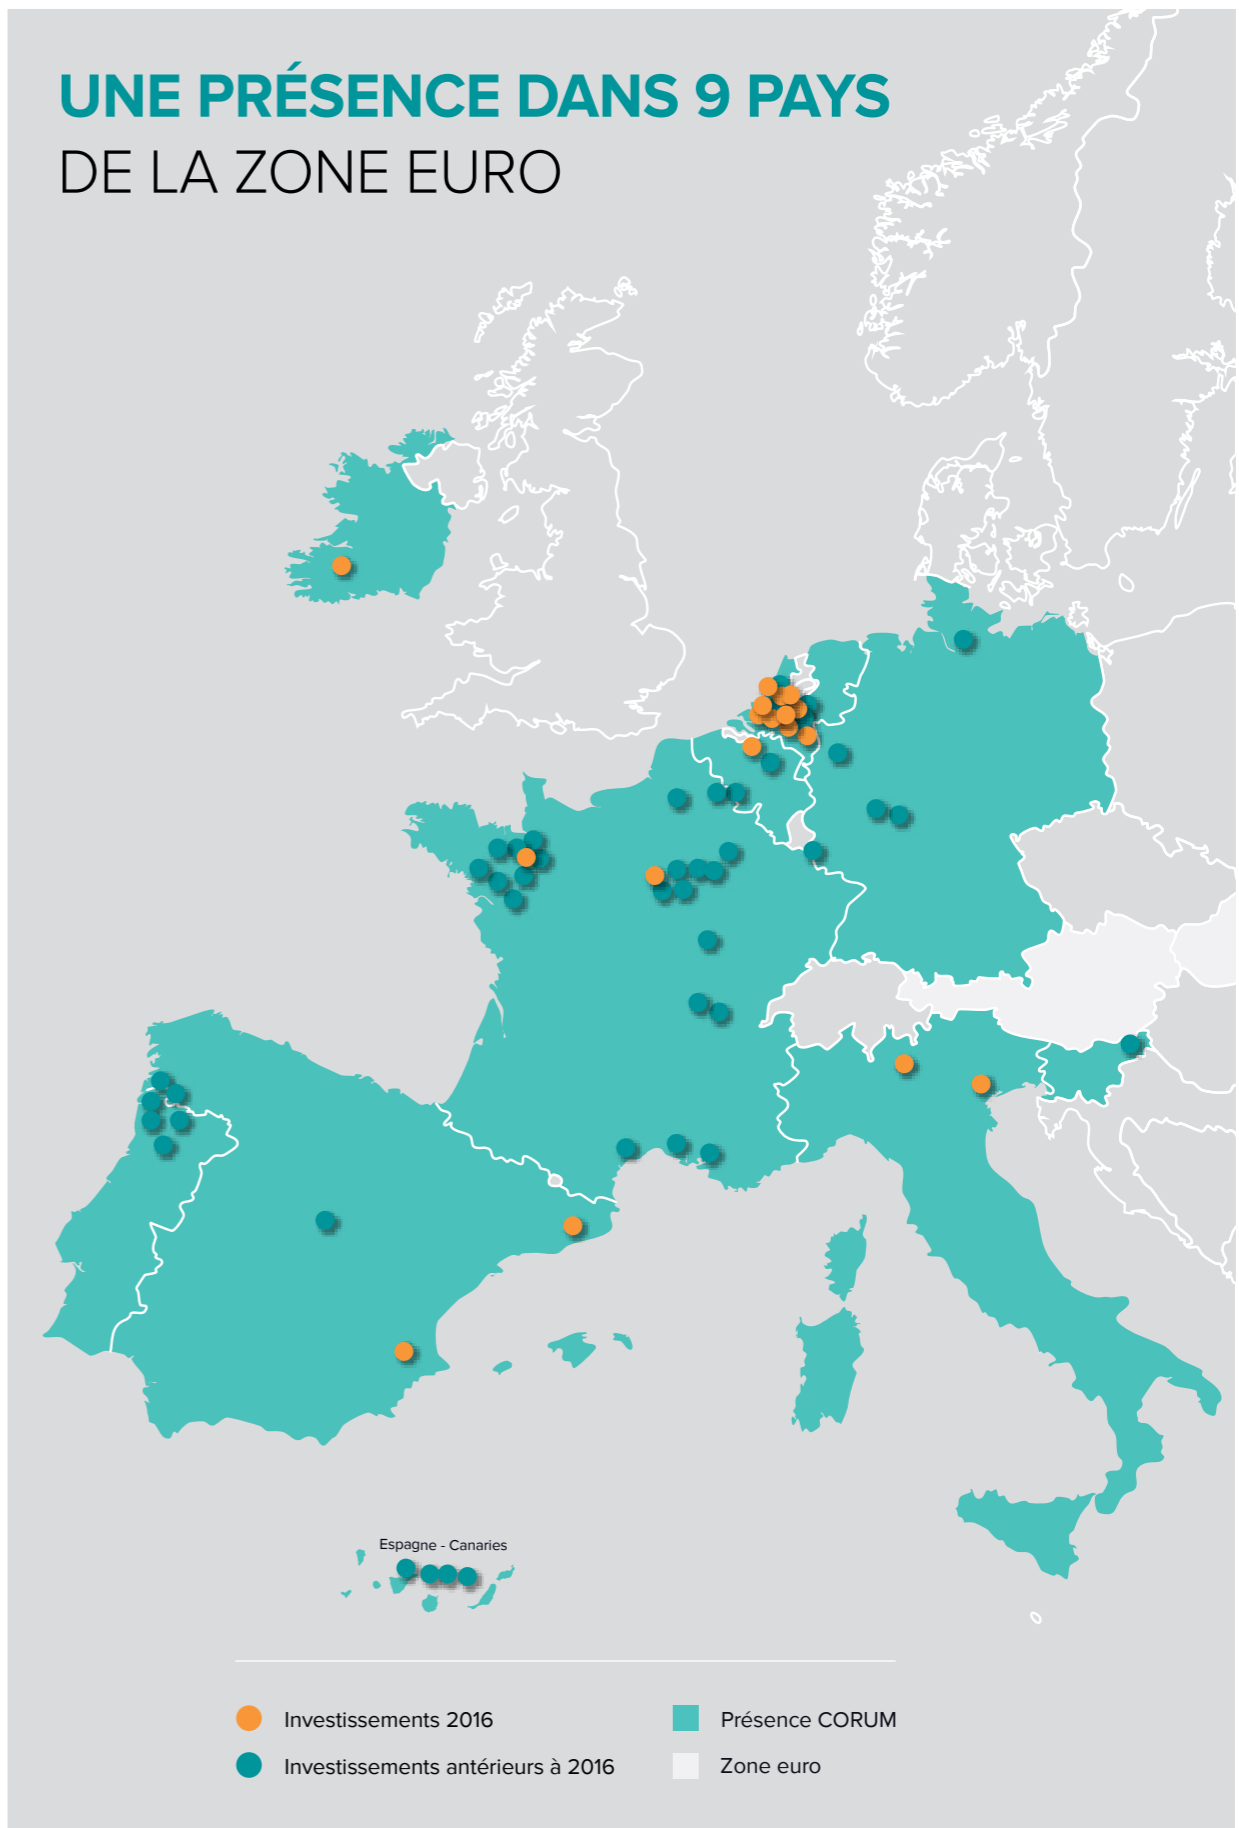 UNE PRÉSENCE DANS 9 PAYS
DE LA ZONE EURO
Espagne - Canaries
Investissements 2016
Présence CORUM
Investissements antérieurs à 2016
Zone euro